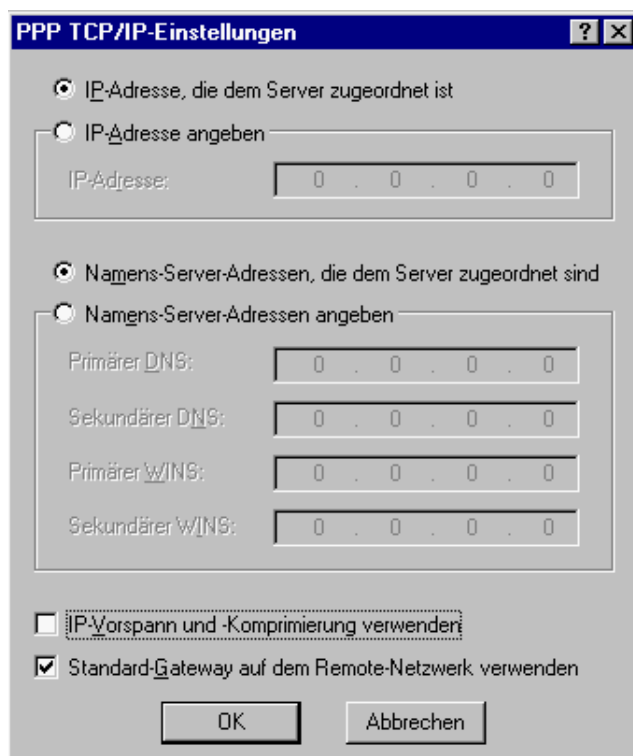 PPP TCP/IP-Einstellungen ? X
IP-Adresse, die dem Server zugeordnet ist
IP-Adresse angeben
IP-Adresse: 0 . 0 . 0 . 0
Namens-Server-Adressen, die dem Server zugeordnet sind
Namens-Server-Adressen angeben
Primärer DNS: 0 . 0 . 0 . 0
Sekundärer DNS: 0 . 0 . 0 . 0
Primärer WINS: 0 . 0 . 0 . 0
Sekundärer WINS: 0 . 0 . 0 . 0
IP-Vorspann und -Komprimierung verwenden
Standard-Gateway auf dem Remote-Netzwerk verwenden
OK Abbrechen